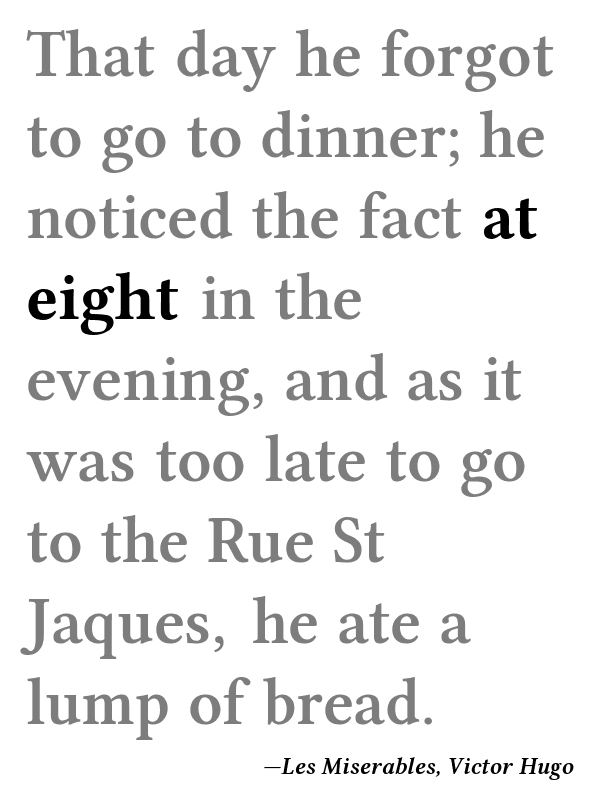 That day he forgot
to go to dinner; he
noticed the fact at
eight in the
evening, and as it
was too late to go
to the Rue St
Jaques, he ate a
lump of bread.
—Les Miserables, Victor Hugo